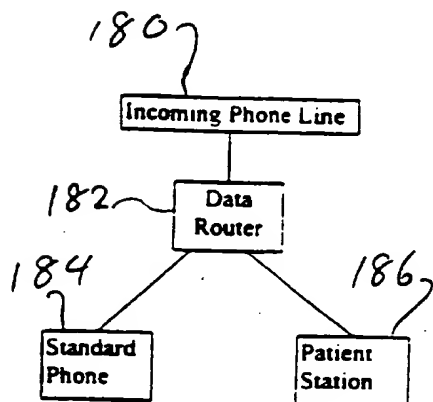 180
Incoming Phone Line
182
Data
Router
184
186
Standard
Phone
Patient
Station